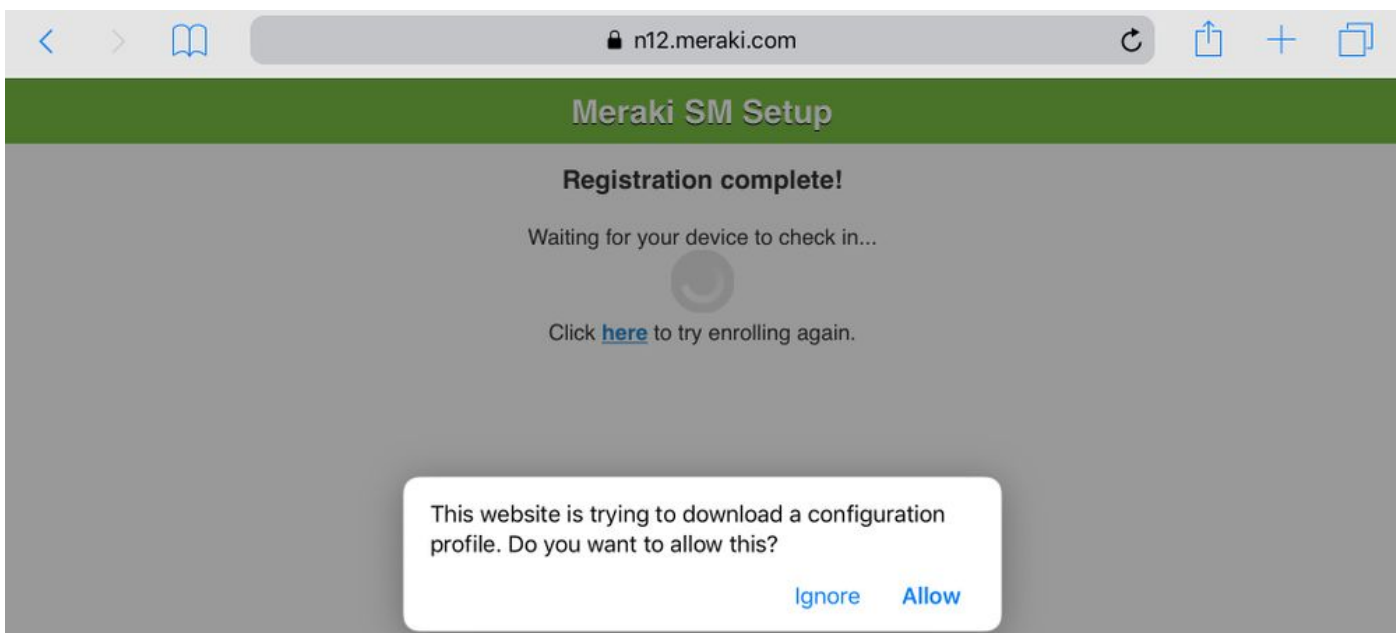 n12.meraki.com
Meraki SM Setup
Registration complete!
Waiting for your device to check in...
Click here to try enrolling again.
This website is trying to download a configuration
profile. Do you want to allow this?
Ignore Allow